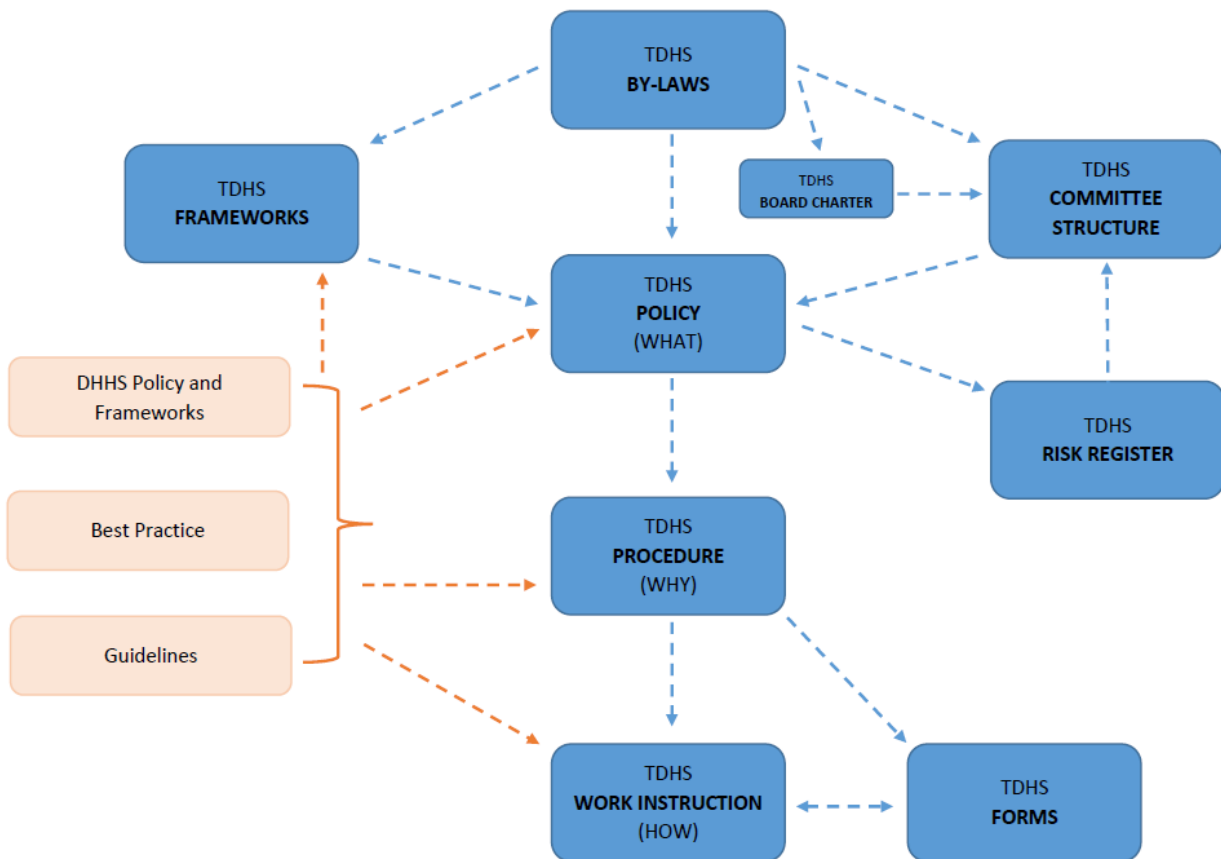 TDHS
BY-LAWS
TDHS
FRAMEWORKS
TDHS
BOARD CHARTER
TDHS
COMMITTEE
STRUCTURE
TDHS
POLICY
(WHAT)
DHHS Policy and
Frameworks
TDHS
RISK REGISTER
Best Practice
TDHS
PROCEDURE
(WHY)
Guidelines
TDHS
WORK INSTRUCTION
(HOW)
TDHS
FORMS